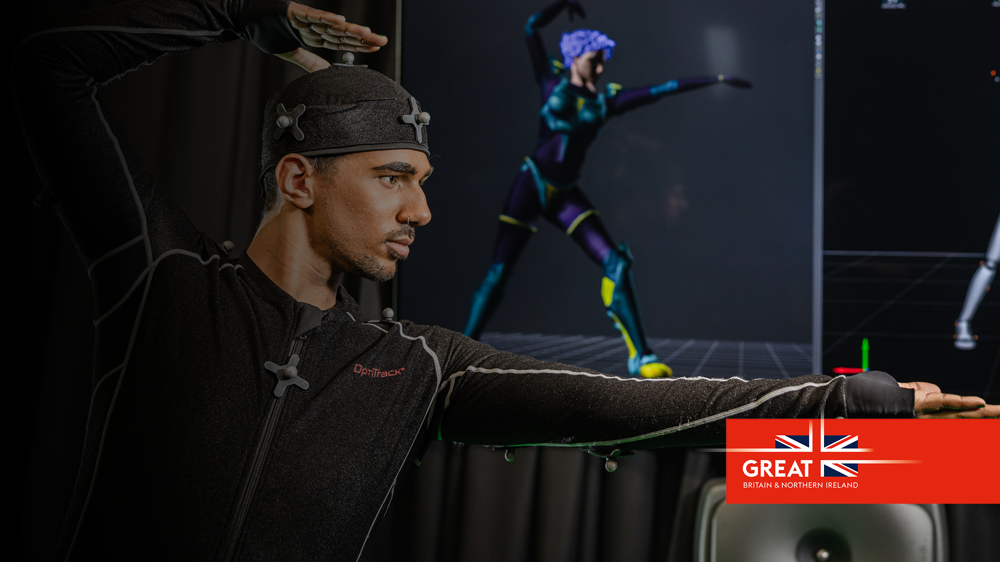 OptiTrack
GREAT
BRITAIN & NORTHERN IRELAND